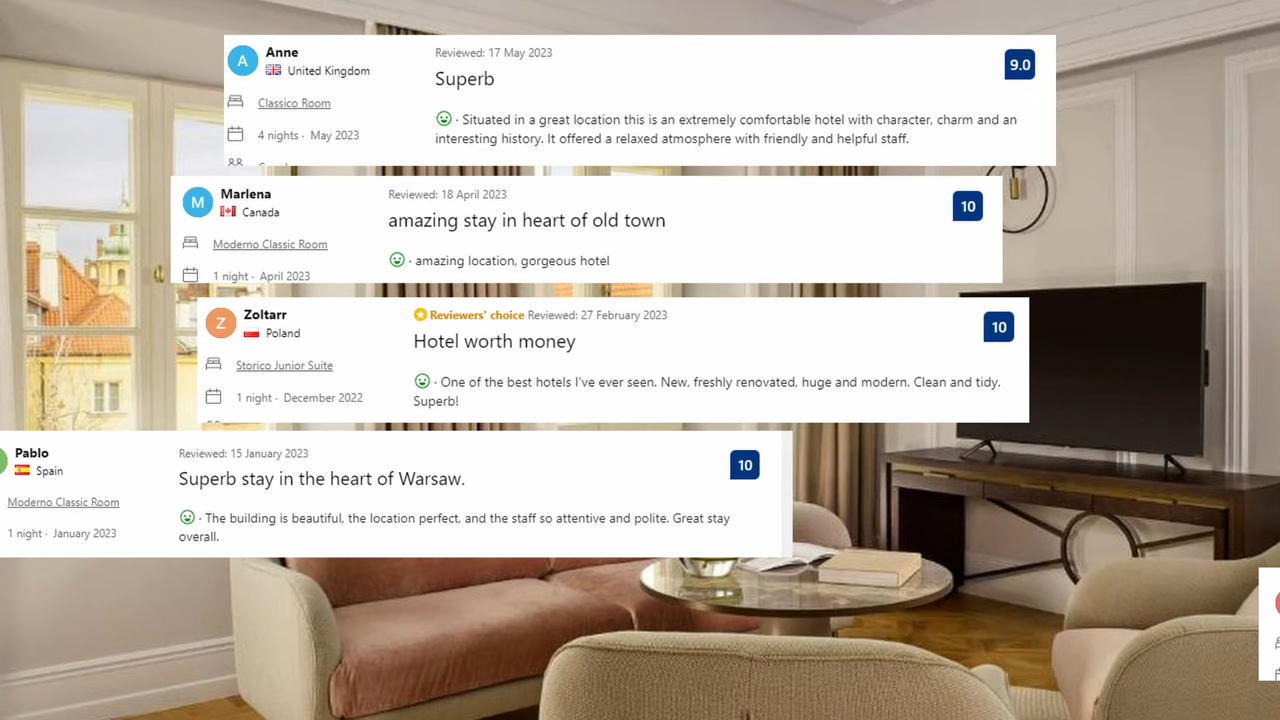 A
Anne
United Kingdom
Classico Room
4 nights · May 2023
Reviewed: 17 May 2023
Superb
9.0
· Situated in a great location this is an extremely comfortable hotel with character, charm and an
interesting history. It offered a relaxed atmosphere with friendly and helpful staff.
M
Marlena
Canada
Moderno Classic Room
1 night · April 2023
Reviewed: 18 April 2023
amazing stay in heart of old town
10
· amazing location, gorgeous hotel
Z
Zoltarr
Poland
Storico Junior Suite
1 night · December 2022
Reviewers' choice Reviewed: 27 February 2023
Hotel worth money
10
· One of the best hotels I've ever seen. New, freshly renovated, huge and modern. Clean and tidy.
Superb!
Pablo
Spain
Moderno Classic Room
1 night · January 2023
Reviewed: 15 January 2023
Superb stay in the heart of Warsaw.
10
· The building is beautiful, the location perfect, and the staff so attentive and polite. Great stay
overall.